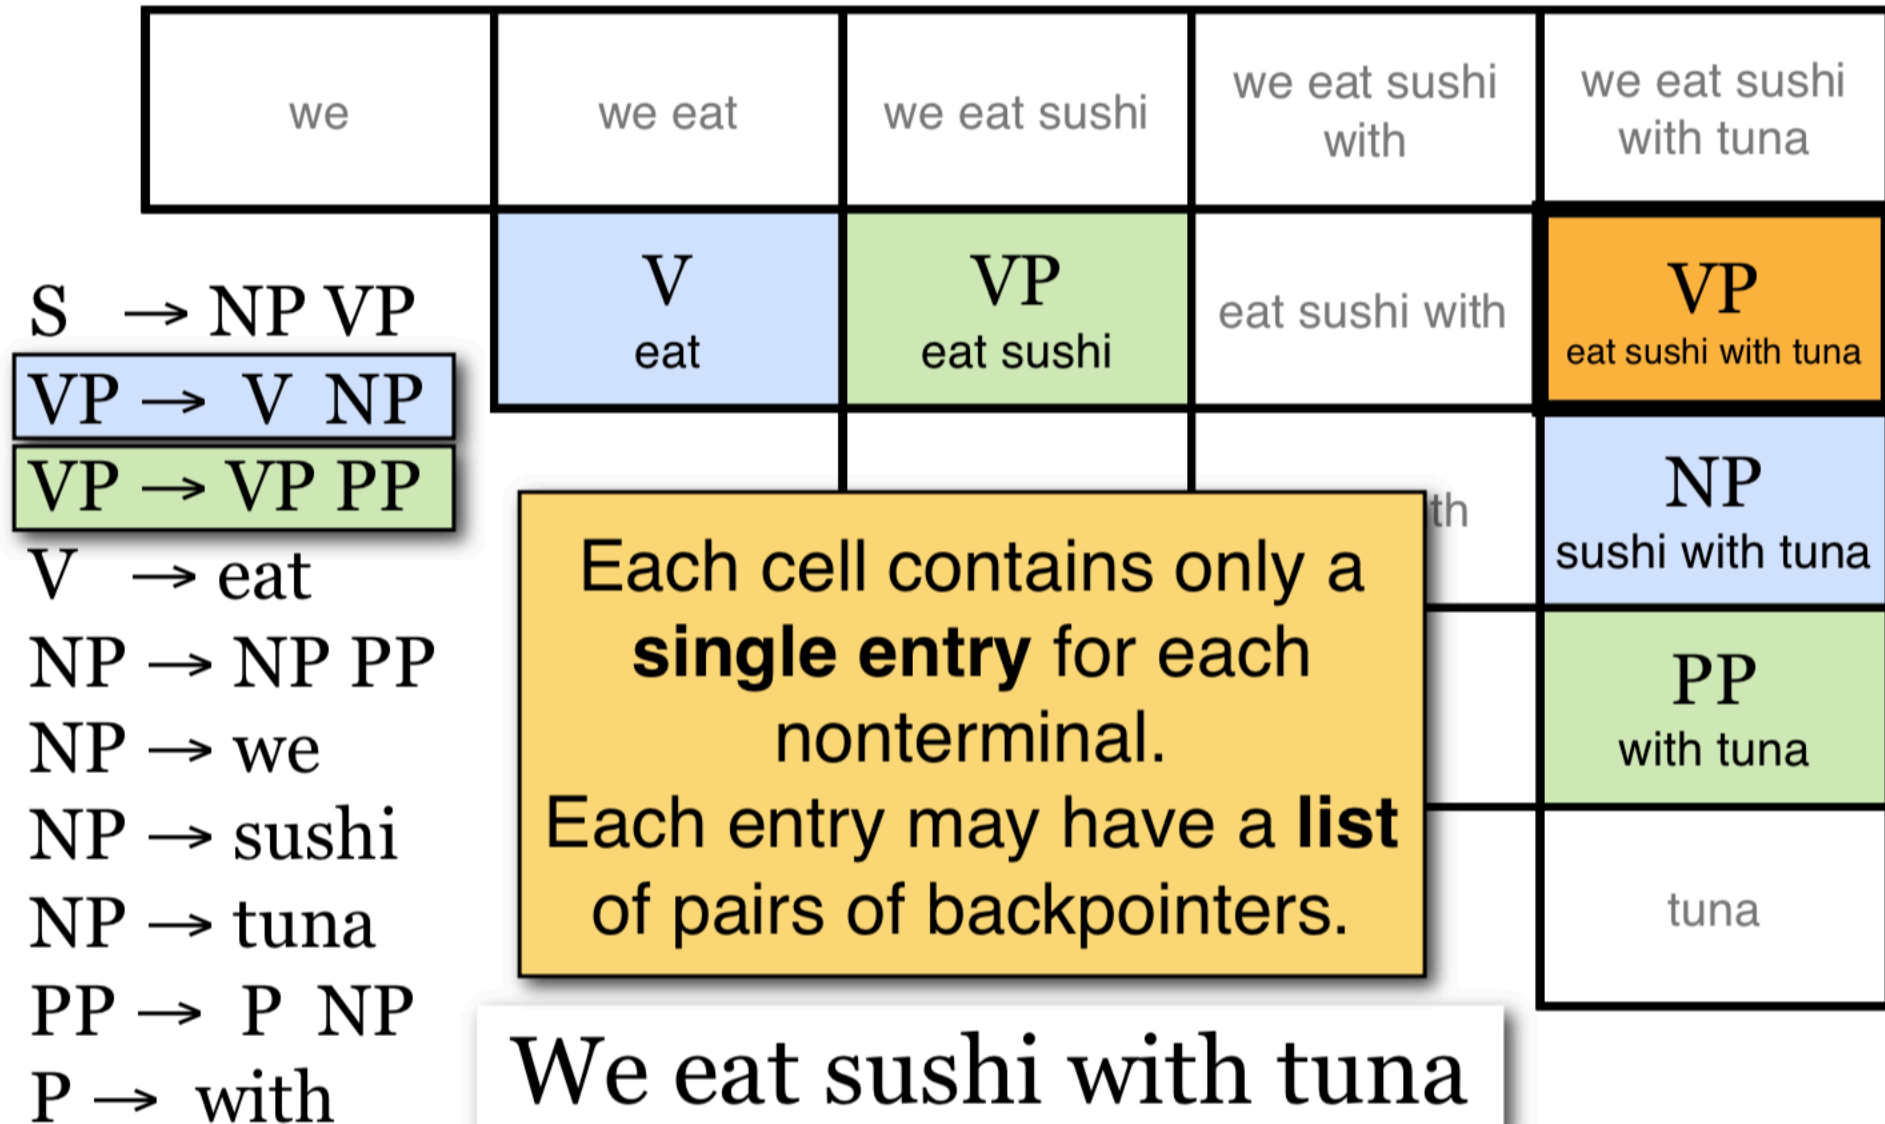 we
we eat
we eat sushi
we eat sushi
with
we eat sushi
with tuna
V
eat
VP
eat sushi
eat sushi with
VP
eat sushi with tuna
S → NP VP
VP → V NP
VP → VP PP
V → eat
NP → NP PP
NP → we
NP → sushi
NP → tuna
PP → P NP
P → with
NP
sushi with tuna
PP
with tuna
tuna
Each cell contains only a
single entry for each
nonterminal.
Each entry may have a list
of pairs of backpointers.
We eat sushi with tuna